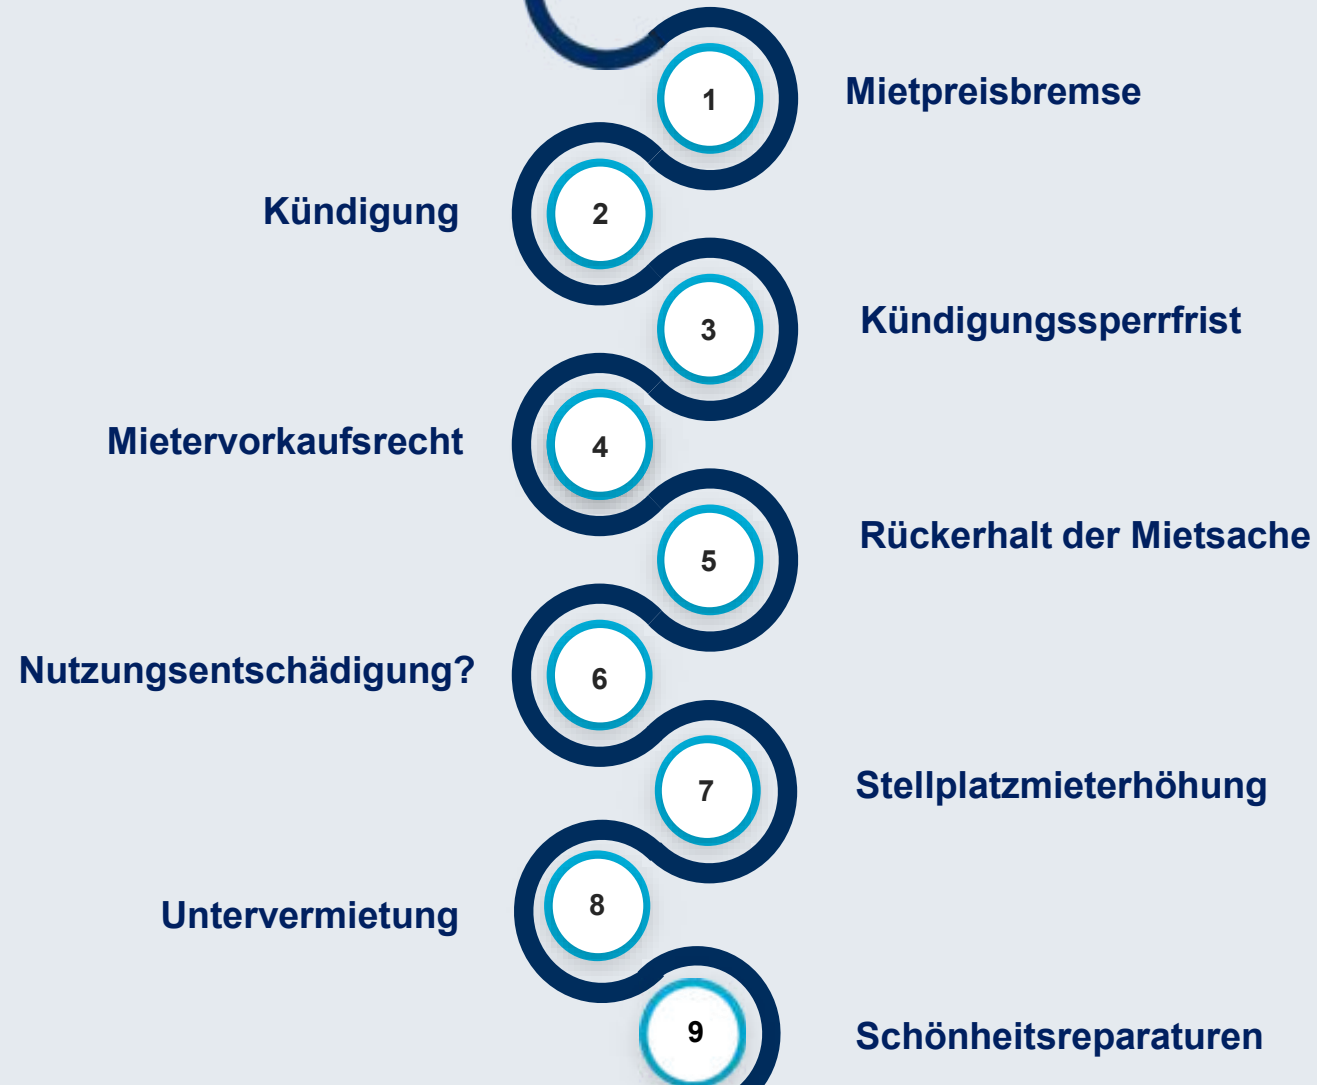 1
Mietpreisbremse
Kündigung
2
3
Kündigungssperrfrist
Mietervorkaufsrecht
4
5
Rückerhalt der Mietsache
Nutzungsentschädigung?
6
7
Stellplatzmieterhöhung
Untervermietung
8
9
Schönheitsreparaturen